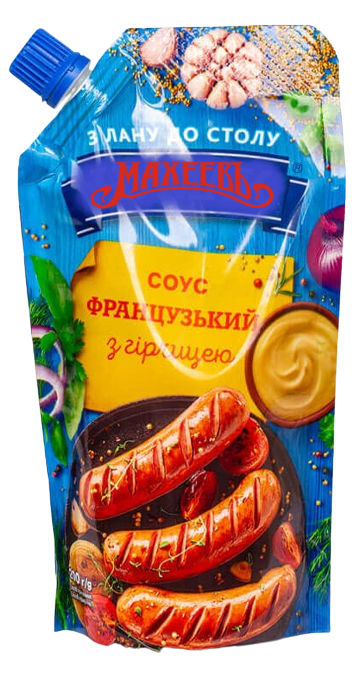 З ЛАНУ ДО СТОЛУ
МАХЕЕВЪ
®
СОУС
ФРАНЦУЗЬКИЙ
з гірчицею
г/g